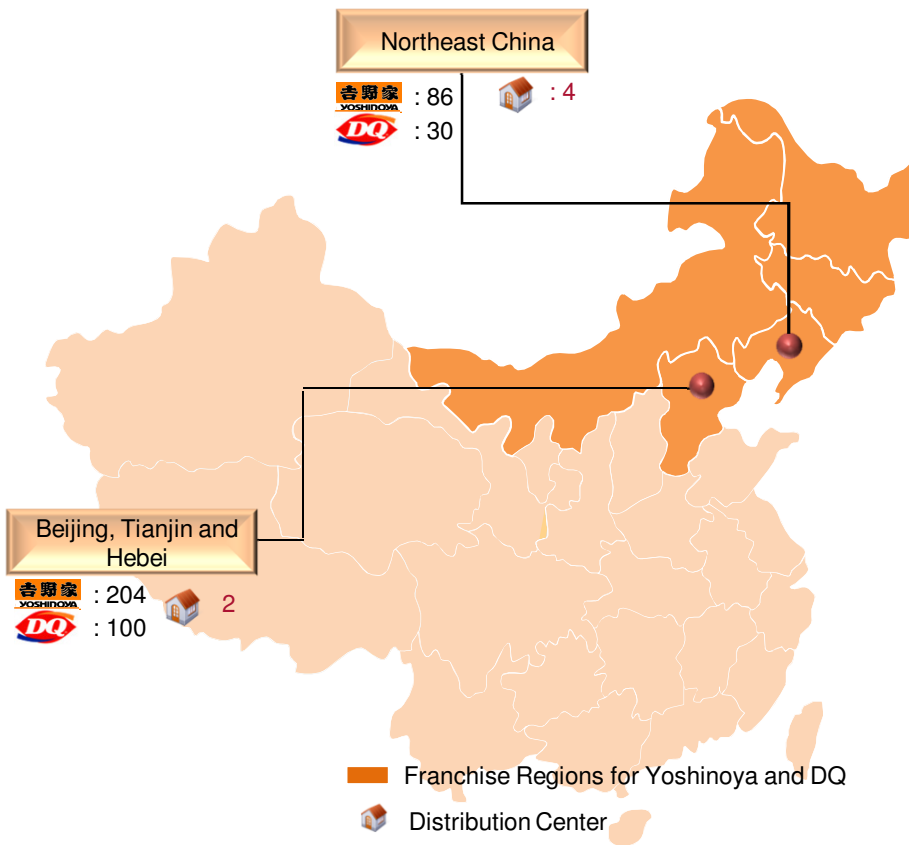 Northeast China
吉野家
YOSHINOYA
: 86
: 4
DQ
: 30
Beijing, Tianjin and
Hebei
吉野家
YOSHINOYA
: 204
2
DQ
: 100
Franchise Regions for Yoshinoya and DQ
Distribution Center